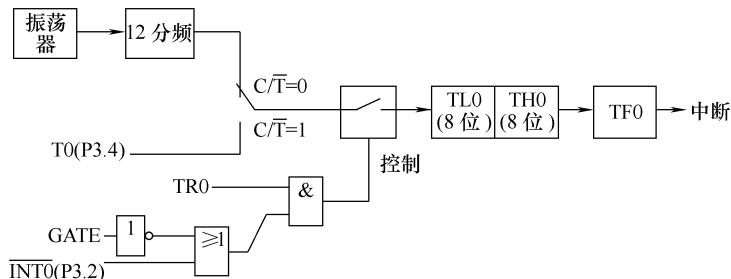 振荡
器
12 分频
C/T̅=0
C/T̅=1
T0(P3.4)
TL0
(8 位)
TH0
(8 位)
TF0
中断
控制
TR0
&
GATE
1
≥1
I̅N̅T̅0̅(P3.2)